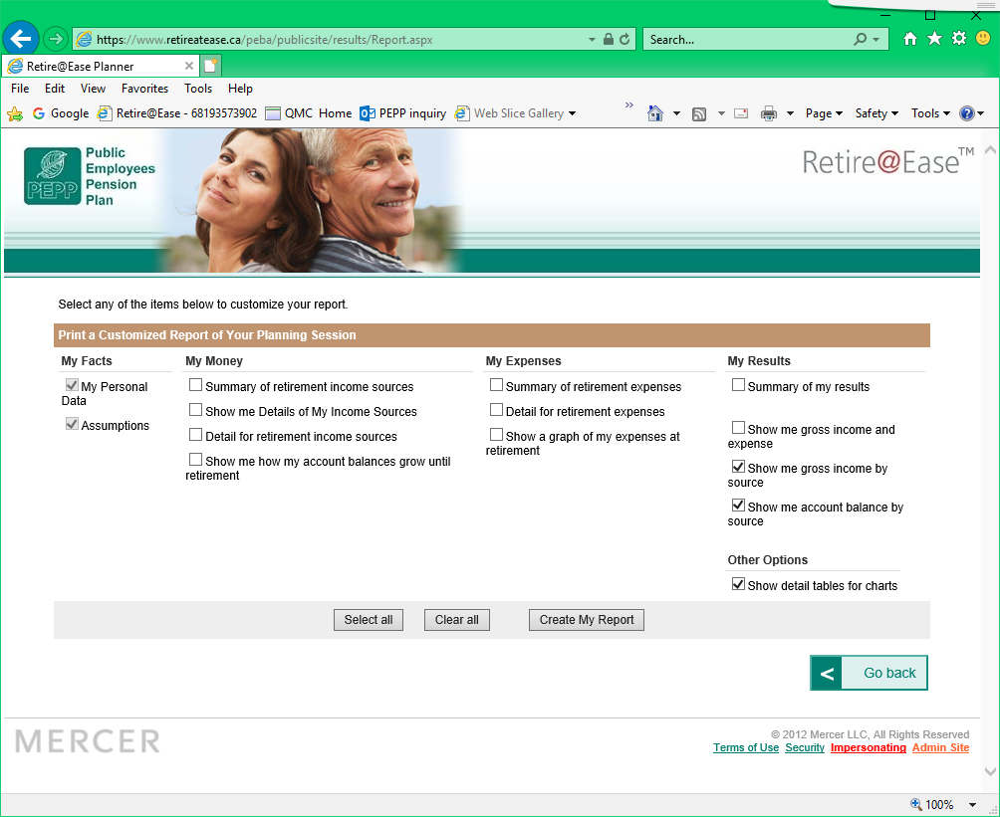 https://www.retireatease.ca/peba/publicsite/results/Report.aspx
Search...
Retire@Ease Planner
File Edit View Favorites Tools Help
Google Retire@Ease - 68193573902 QMC Home PEPP inquiry Web Slice Gallery » Page Safety Tools
Public
Employees
Pension
Plan
PEPP
Retire@Ease™
Select any of the items below to customize your report.
Print a Customized Report of Your Planning Session
My Facts
My Personal
Data
Assumptions
My Money
Summary of retirement income sources
Show me Details of My Income Sources
Detail for retirement income sources
Show me how my account balances grow until
retirement
My Expenses
Summary of retirement expenses
Detail for retirement expenses
Show a graph of my expenses at
retirement
My Results
Summary of my results
Show me gross income and
expense
Show me gross income by
source
Show me account balance by
source
Other Options
Show detail tables for charts
Select all Clear all Create My Report
< Go back
MERCER
© 2012 Mercer LLC, All Rights Reserved
Terms of Use Security Impersonating Admin Site
100%